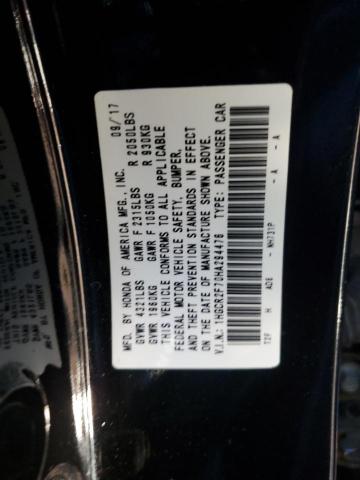 MFD. BY HONDA OF AMERICA MFG., INC. 09/17
GVWR 4321LBS GAWR F 2315LBS R 2050LBS
GVWR 1960KG GAWR F 1050KG R 930KG
THIS VEHICLE CONFORMS TO ALL APPLICABLE
FEDERAL MOTOR VEHICLE SAFETY, BUMPER,
AND THEFT PREVENTION STANDARDS IN EFFECT
ON THE DATE OF MANUFACTURE SHOWN ABOVE.
V.I.N.: 1HGCR2F70HA294476 TYPE: PASSENGER CAR
T2F H ADE - NH731P - A - A